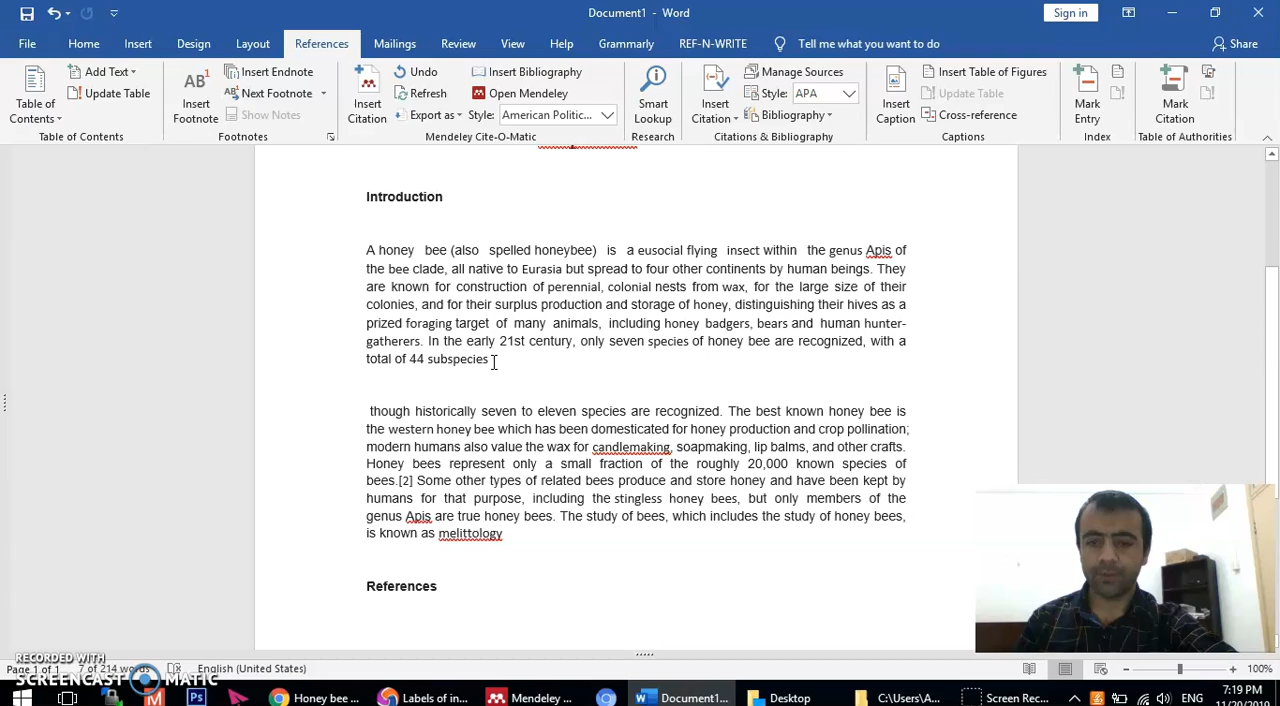 Document1 - Word
Sign in
File Home Insert Design Layout References Mailings Review View Help Grammarly REF-N-WRITE Tell me what you want to do Share
Table of Contents
Add Text
Update Table
Table of Contents
AB1
Insert Footnote
Insert Endnote
Next Footnote
Show Notes
Footnotes
Insert Citation
Undo
Refresh
Export as
Insert Bibliography
Open Mendeley
Style: American Politic...
Mendeley Cite-O-Matic
Smart Lookup
Research
Insert Citation
Manage Sources
Style: APA
Bibliography
Citations & Bibliography
Insert Caption
Insert Table of Figures
Update Table
Cross-reference
Captions
Mark Entry
Index
Mark Citation
Table of Authorities
Introduction
A honey bee (also spelled honeybee) is a eusocial flying insect within the genus Apis of
the bee clade, all native to Eurasia but spread to four other continents by human beings. They
are known for construction of perennial, colonial nests from wax, for the large size of their
colonies, and for their surplus production and storage of honey, distinguishing their hives as a
prized foraging target of many animals, including honey badgers, bears and human hunter-
gatherers. In the early 21st century, only seven species of honey bee are recognized, with a
total of 44 subspecies
though historically seven to eleven species are recognized. The best known honey bee is
the western honey bee which has been domesticated for honey production and crop pollination;
modern humans also value the wax for candlemaking, soapmaking, lip balms, and other crafts.
Honey bees represent only a small fraction of the roughly 20,000 known species of
bees.[2] Some other types of related bees produce and store honey and have been kept by
humans for that purpose, including the stingless honey bees, but only members of the
genus Apis are true honey bees. The study of bees, which includes the study of honey bees,
is known as melittology
References
RECORDED WITH
SCREENCAST MATIC
Page 1 of 1 7 of 214 words English (United States) 100%
Honey bee ... Labels of in... Mendeley ... Document1... Desktop C:\Users\A... Screen Rec... ENG 7:19 PM
11/20/2019